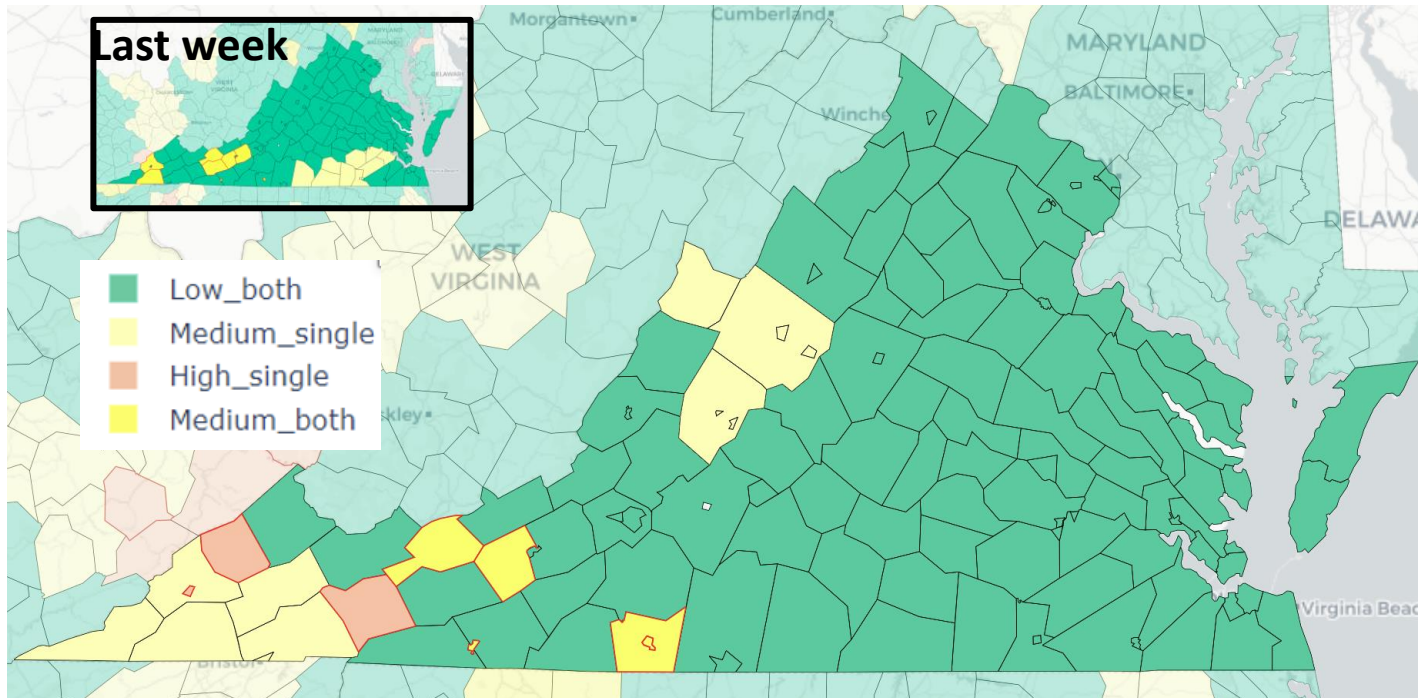 Morgantown
Cumberland
Last week
MARYLAND
BALTIMORE
Winche
DELAWA
WEST
VIRGINIA
Low_both
Medium_single
High_single
Medium_both
kley
Virginia Beac
Bristol